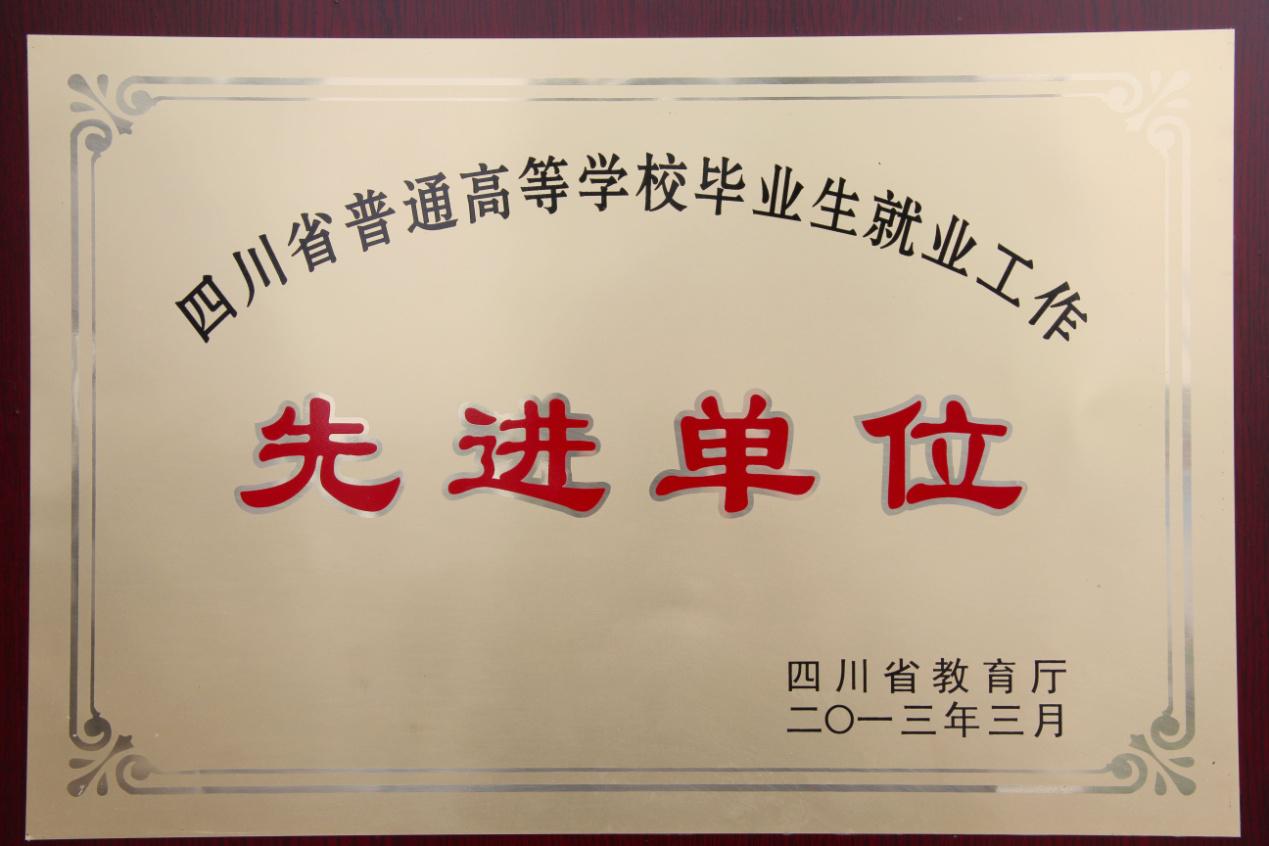 四川省普通高等学校毕业生就业工作
先进单位
四川省教育厅
二〇一三年三月